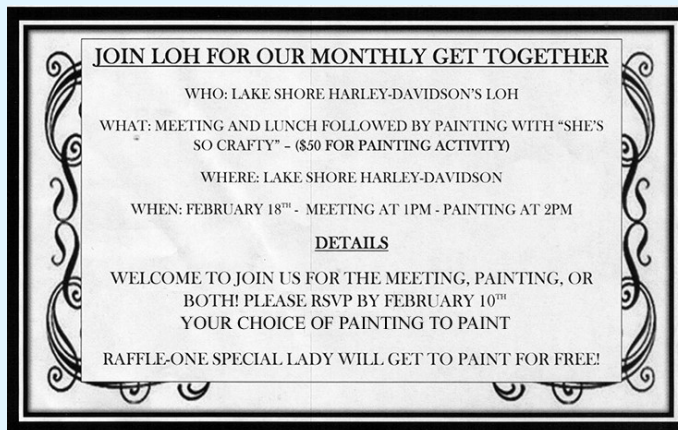 JOIN LOH FOR OUR MONTHLY GET TOGETHER
WHO: LAKE SHORE HARLEY-DAVIDSON'S LOH
WHAT: MEETING AND LUNCH FOLLOWED BY PAINTING WITH “SHE'S
SO CRAFTY” – ($50 FOR PAINTING ACTIVITY)
WHERE: LAKE SHORE HARLEY-DAVIDSON
WHEN: FEBRUARY 18TH - MEETING AT 1PM - PAINTING AT 2PM
DETAILS
WELCOME TO JOIN US FOR THE MEETING, PAINTING, OR
BOTH! PLEASE RSVP BY FEBRUARY 10TH
YOUR CHOICE OF PAINTING TO PAINT
RAFFLE-ONE SPECIAL LADY WILL GET TO PAINT FOR FREE!